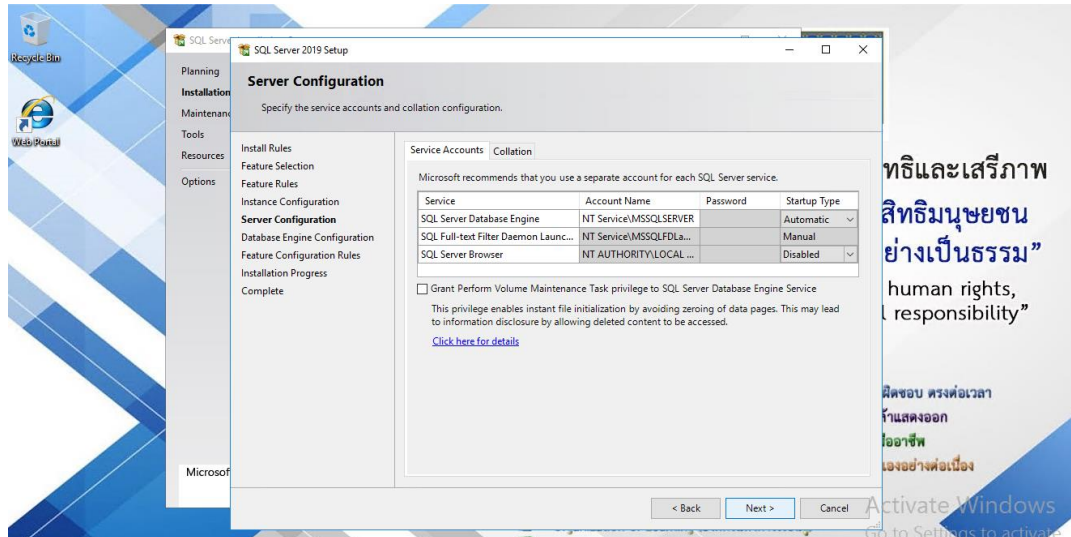 Recycle Bin
Web Portal
SQL Serve
Planning
Installation
Maintenanc
Tools
Resources
Options
Microsof
SQL Server 2019 Setup
Server Configuration
Specify the service accounts and collation configuration.
Install Rules
Feature Selection
Feature Rules
Instance Configuration
Server Configuration
Database Engine Configuration
Feature Configuration Rules
Installation Progress
Complete
Service Accounts Collation
Microsoft recommends that you use a separate account for each SQL Server service.
Service Account Name Password Startup Type
SQL Server Database Engine NT Service\MSSQLSERVER Automatic
SQL Full-text Filter Daemon Launc... NT Service\MSSQLFDLa... Manual
SQL Server Browser NT AUTHORITY\LOCAL ... Disabled
Grant Perform Volume Maintenance Task privilege to SQL Server Database Engine Service
This privilege enables instant file initialization by avoiding zeroing of data pages. This may lead
to information disclosure by allowing deleted content to be accessed.
Click here for details
< Back Next > Cancel
ทธิและเสรีภาพ
สิทธิมนุษยชน
ย่างเป็นธรรม”
human rights,
l responsibility”
ผิดชอบ ตรงต่อเวลา
ล้าแสดงออก
ออาชีพ
เองอย่างต่อเนื่อง
Activate Windows
Go to Settings to activate